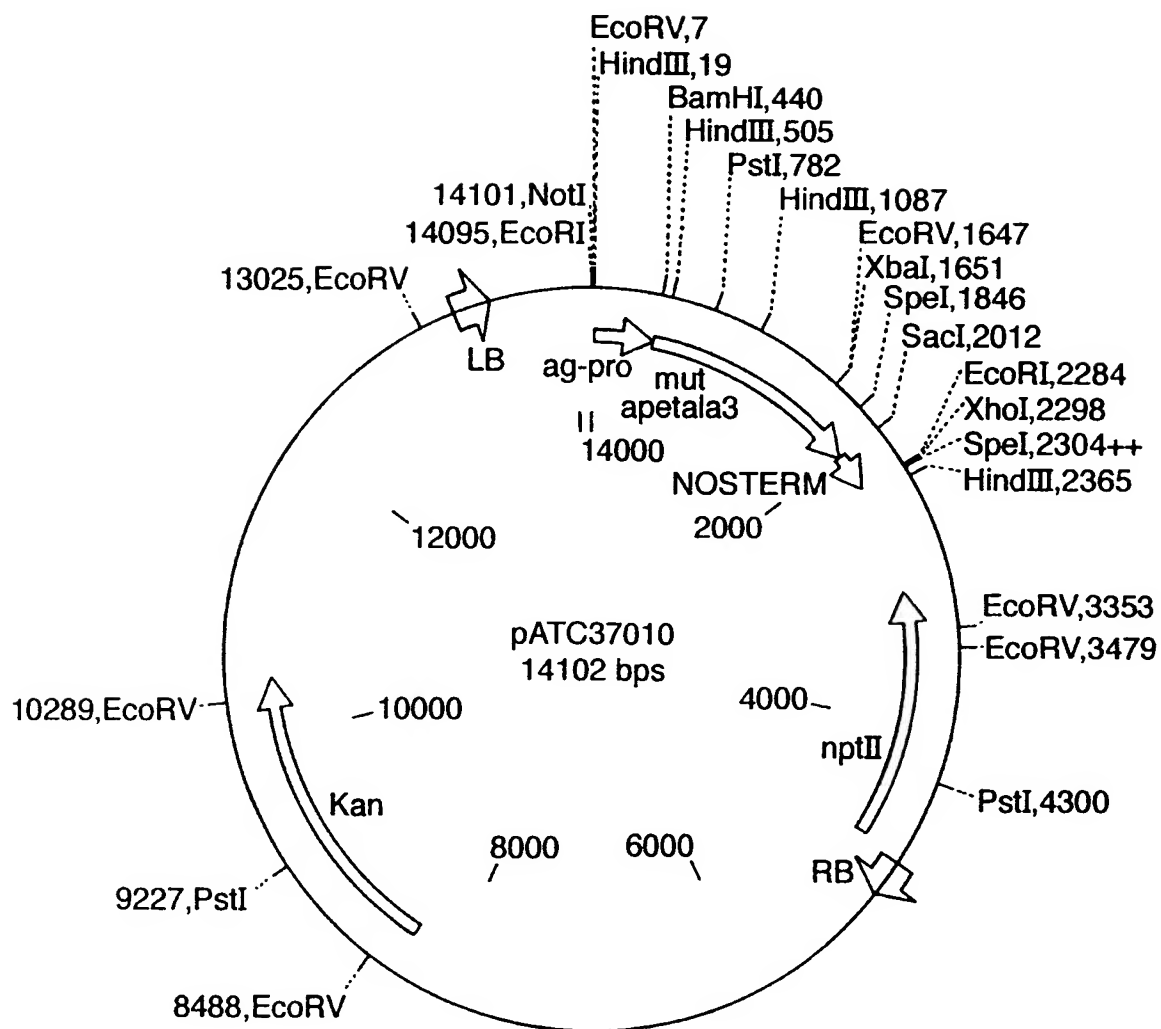 EcoRV,7
HindIII,19
BamHI,440
HindIII,505
PstI,782
14101,NotI
HindIII,1087
14095,EcoRI
EcoRV,1647
13025,EcoRV
XbaI,1651
SpeI,1846
SacI,2012
LB
ag-pro
mut
apetala3
EcoRI,2284
XhoI,2298
14000
SpeI,2304++
NOSTERM
HindIII,2365
12000
2000
EcoRV,3353
pATC37010
EcoRV,3479
14102 bps
10289,EcoRV
10000
4000
nptII
Kan
PstI,4300
8000
6000
RB
9227,PstI
8488,EcoRV